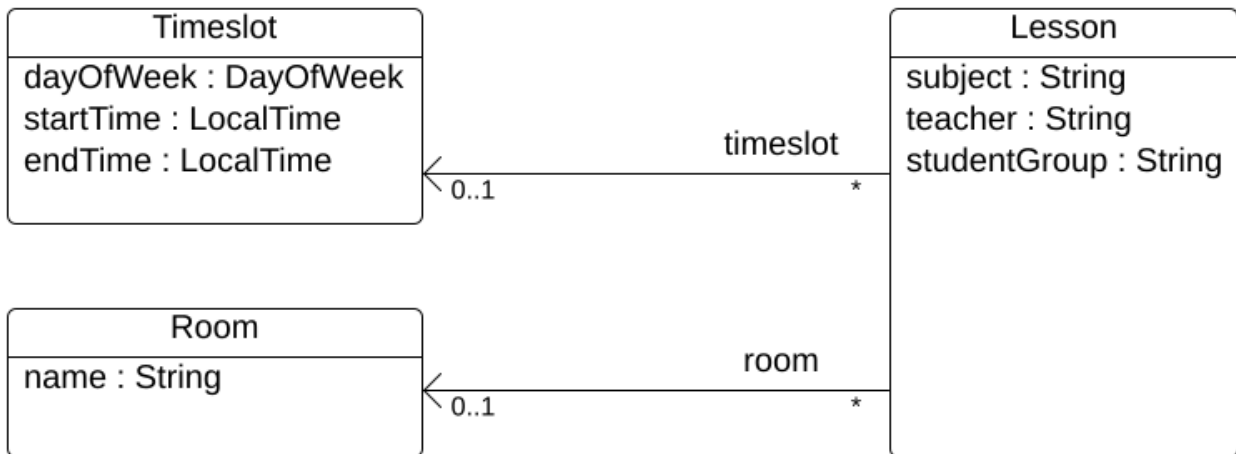 Timeslot
dayOfWeek : DayOfWeek
startTime : LocalTime
endTime : LocalTime
timeslot
0..1
*
Lesson
subject : String
teacher : String
studentGroup : String
Room
name : String
room
0..1
*